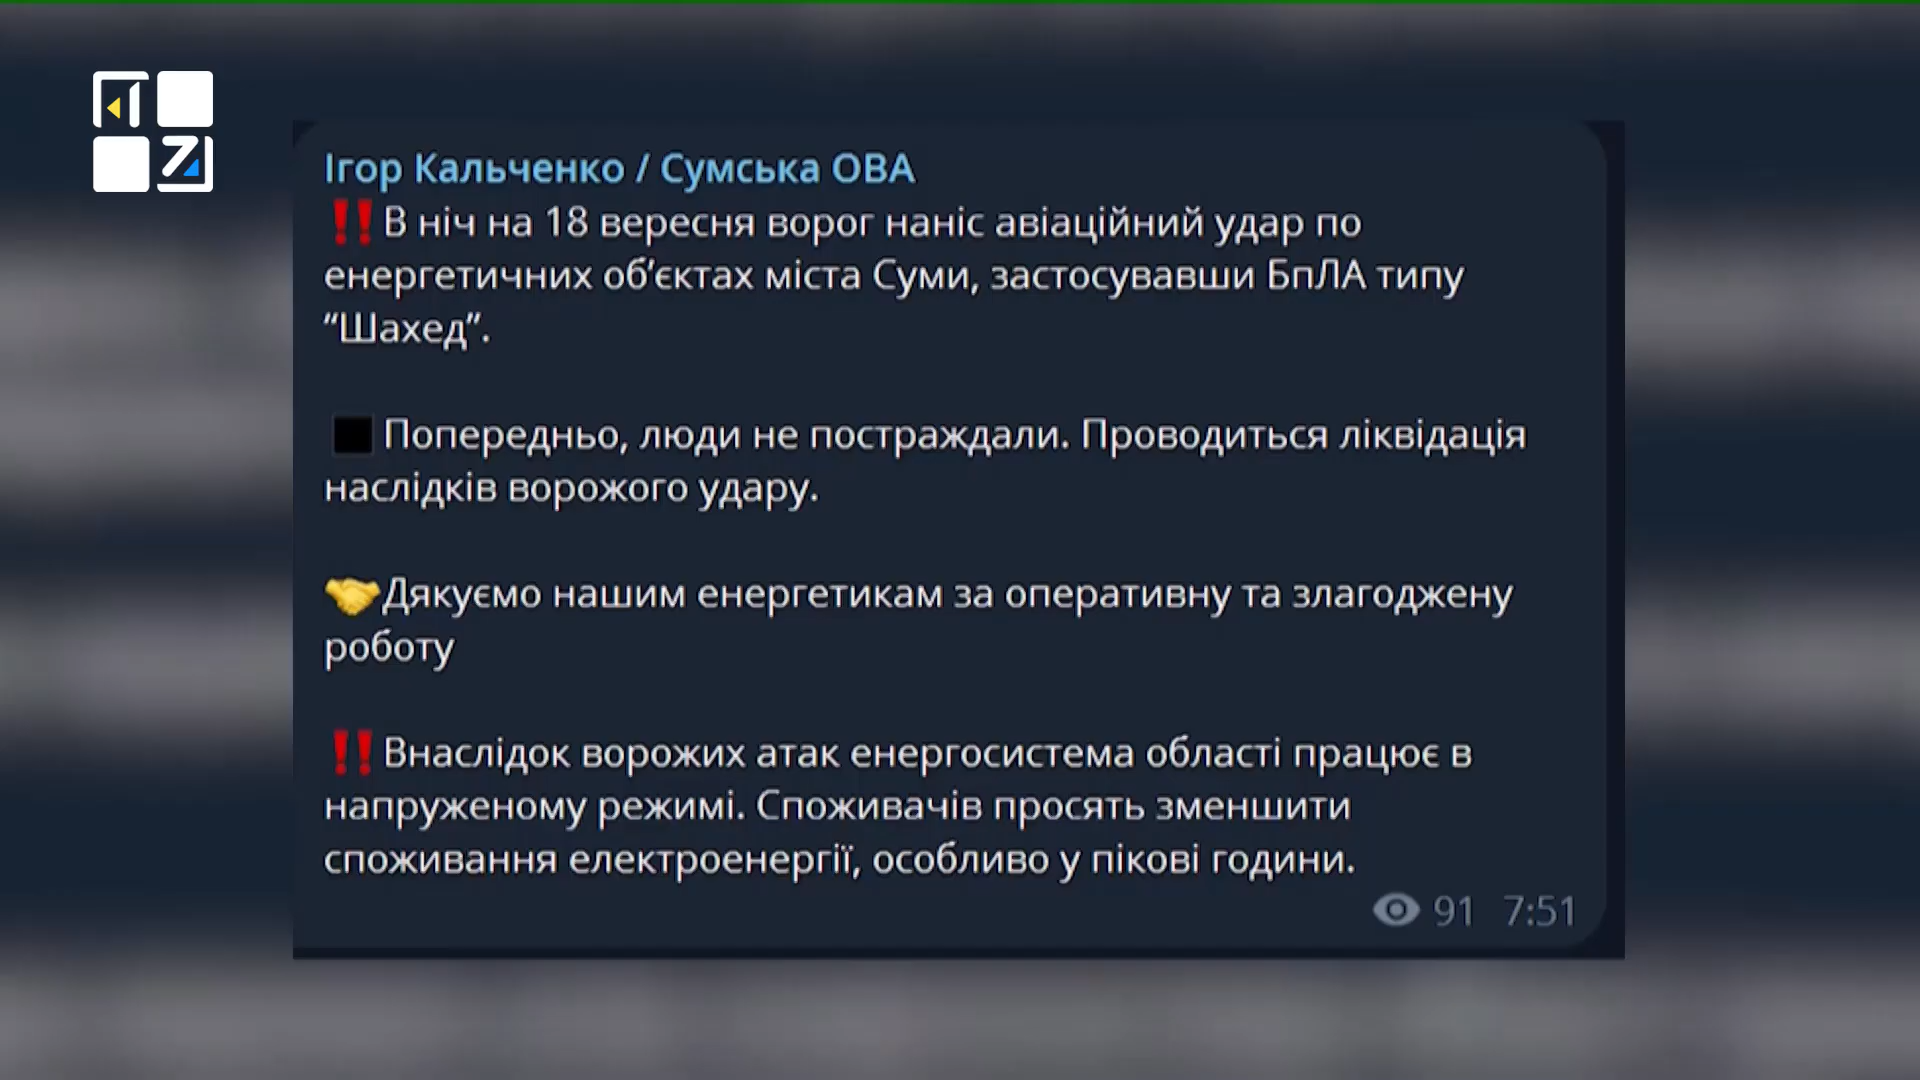 Ігор Кальченко / Сумська ОВА
‼️В ніч на 18 вересня ворог наніс авіаційний удар по
енергетичних об’єктах міста Суми, застосувавши БпЛА типу
“Шахед”.
◼️Попередньо, люди не постраждали. Проводиться ліквідація
наслідків ворожого удару.
🤝Дякуємо нашим енергетикам за оперативну та злагоджену
роботу
‼️Внаслідок ворожих атак енергосистема області працює в
напруженому режимі. Споживачів просять зменшити
споживання електроенергії, особливо у пікові години.
91 7:51